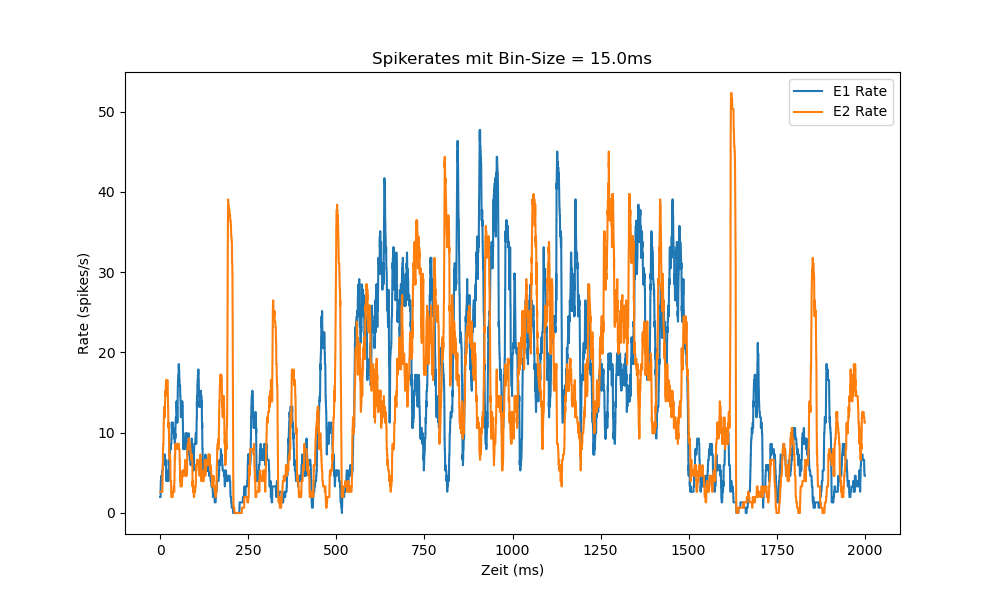 Spikerates mit Bin-Size = 15.0ms
E1 Rate
E2 Rate
Rate (spikes/s)
50
40
30
20
10
0
0 250 500 750 1000 1250 1500 1750 2000
Zeit (ms)